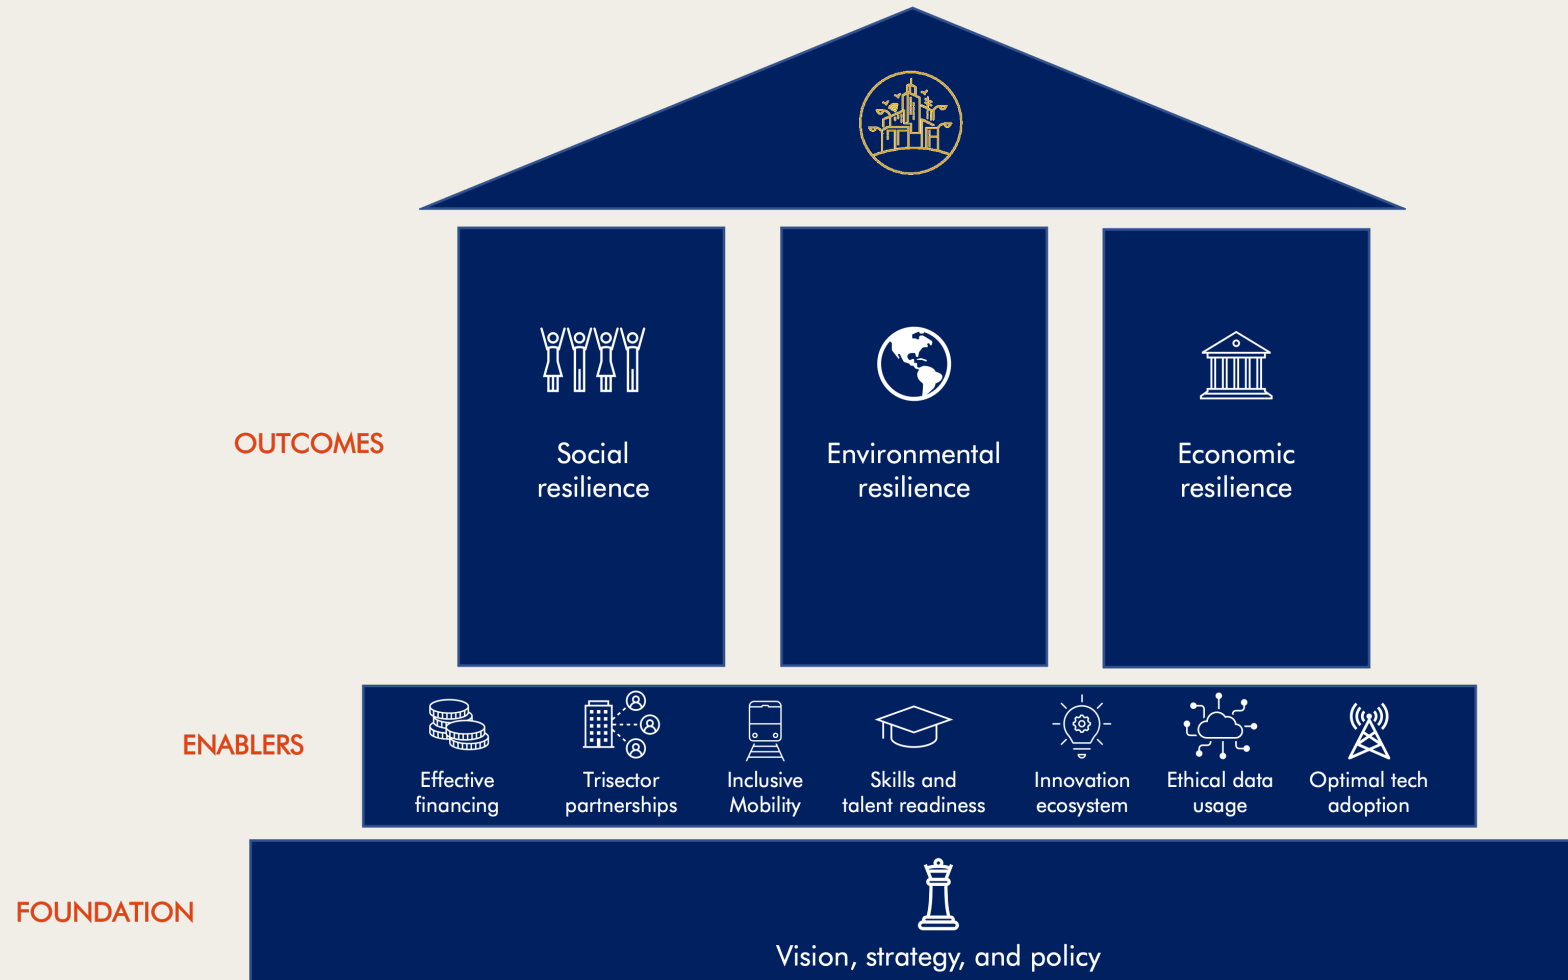 OUTCOMES
Social
resilience
Environmental
resilience
Economic
resilience
ENABLERS
Effective
financing
Trisector
partnerships
Inclusive
Mobility
Skills and
talent readiness
Innovation
ecosystem
Ethical data
usage
Optimal tech
adoption
FOUNDATION
Vision, strategy, and policy